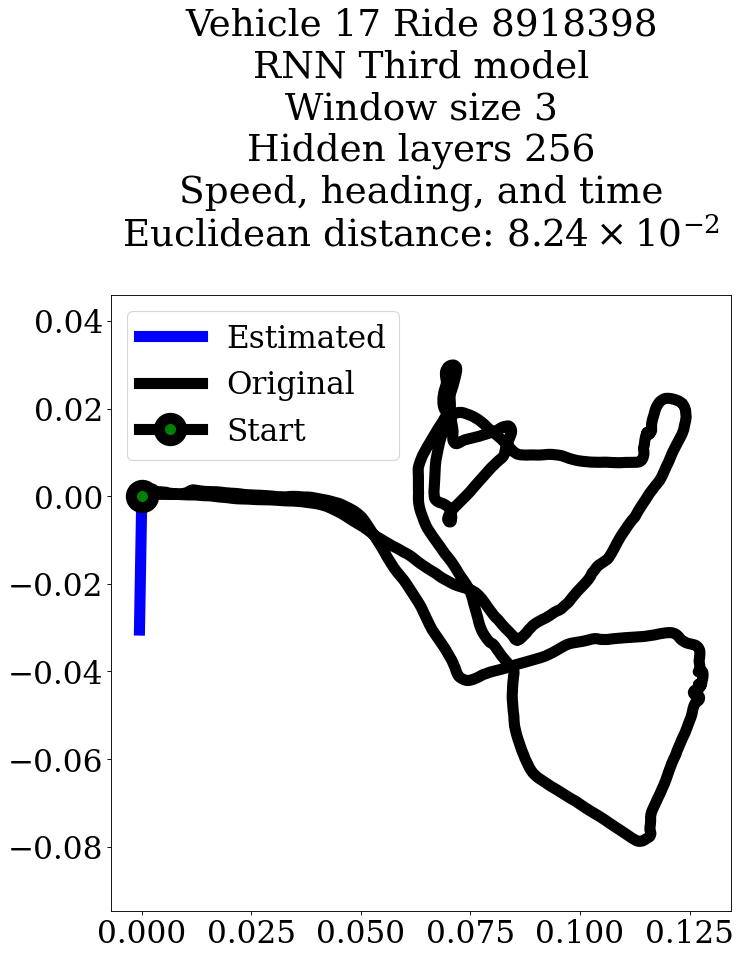 Vehicle 17 Ride 8918398
RNN Third model
Window size 3
Hidden layers 256
Speed, heading, and time
Euclidean distance: 8.24 × 10⁻²
Estimated
Original
Start
0.04
0.02
0.00
−0.02
−0.04
−0.06
−0.08
0.000 0.025 0.050 0.075 0.100 0.125